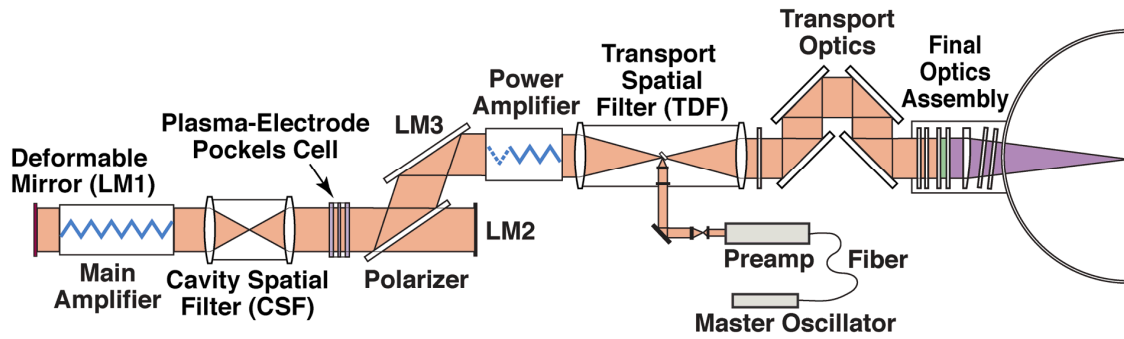 Deformable
Mirror (LM1)
Main
Amplifier
Plasma-Electrode
Pockels Cell
Cavity Spatial
Filter (CSF)
LM3
Polarizer
LM2
Power
Amplifier
Transport
Spatial
Filter (TDF)
Preamp
Fiber
Master Oscillator
Transport
Optics
Final
Optics
Assembly